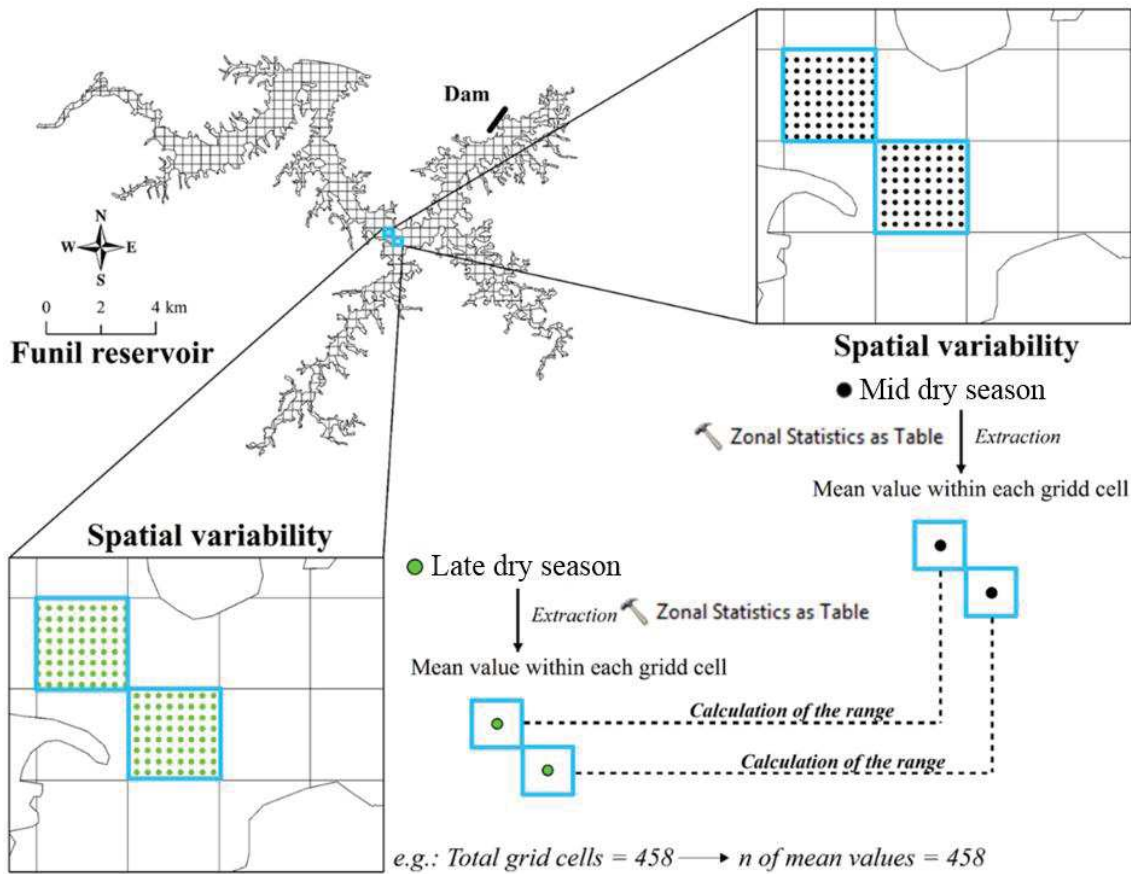 Dam
N
W E
S
0 2 4 km
Funil reservoir
Spatial variability
Mid dry season
Zonal Statistics as Table
Extraction
Mean value within each gridd cell
Spatial variability
Late dry season
Extraction
Zonal Statistics as Table
Mean value within each gridd cell
Calculation of the range
Calculation of the range
e.g.: Total grid cells = 458 → n of mean values = 458